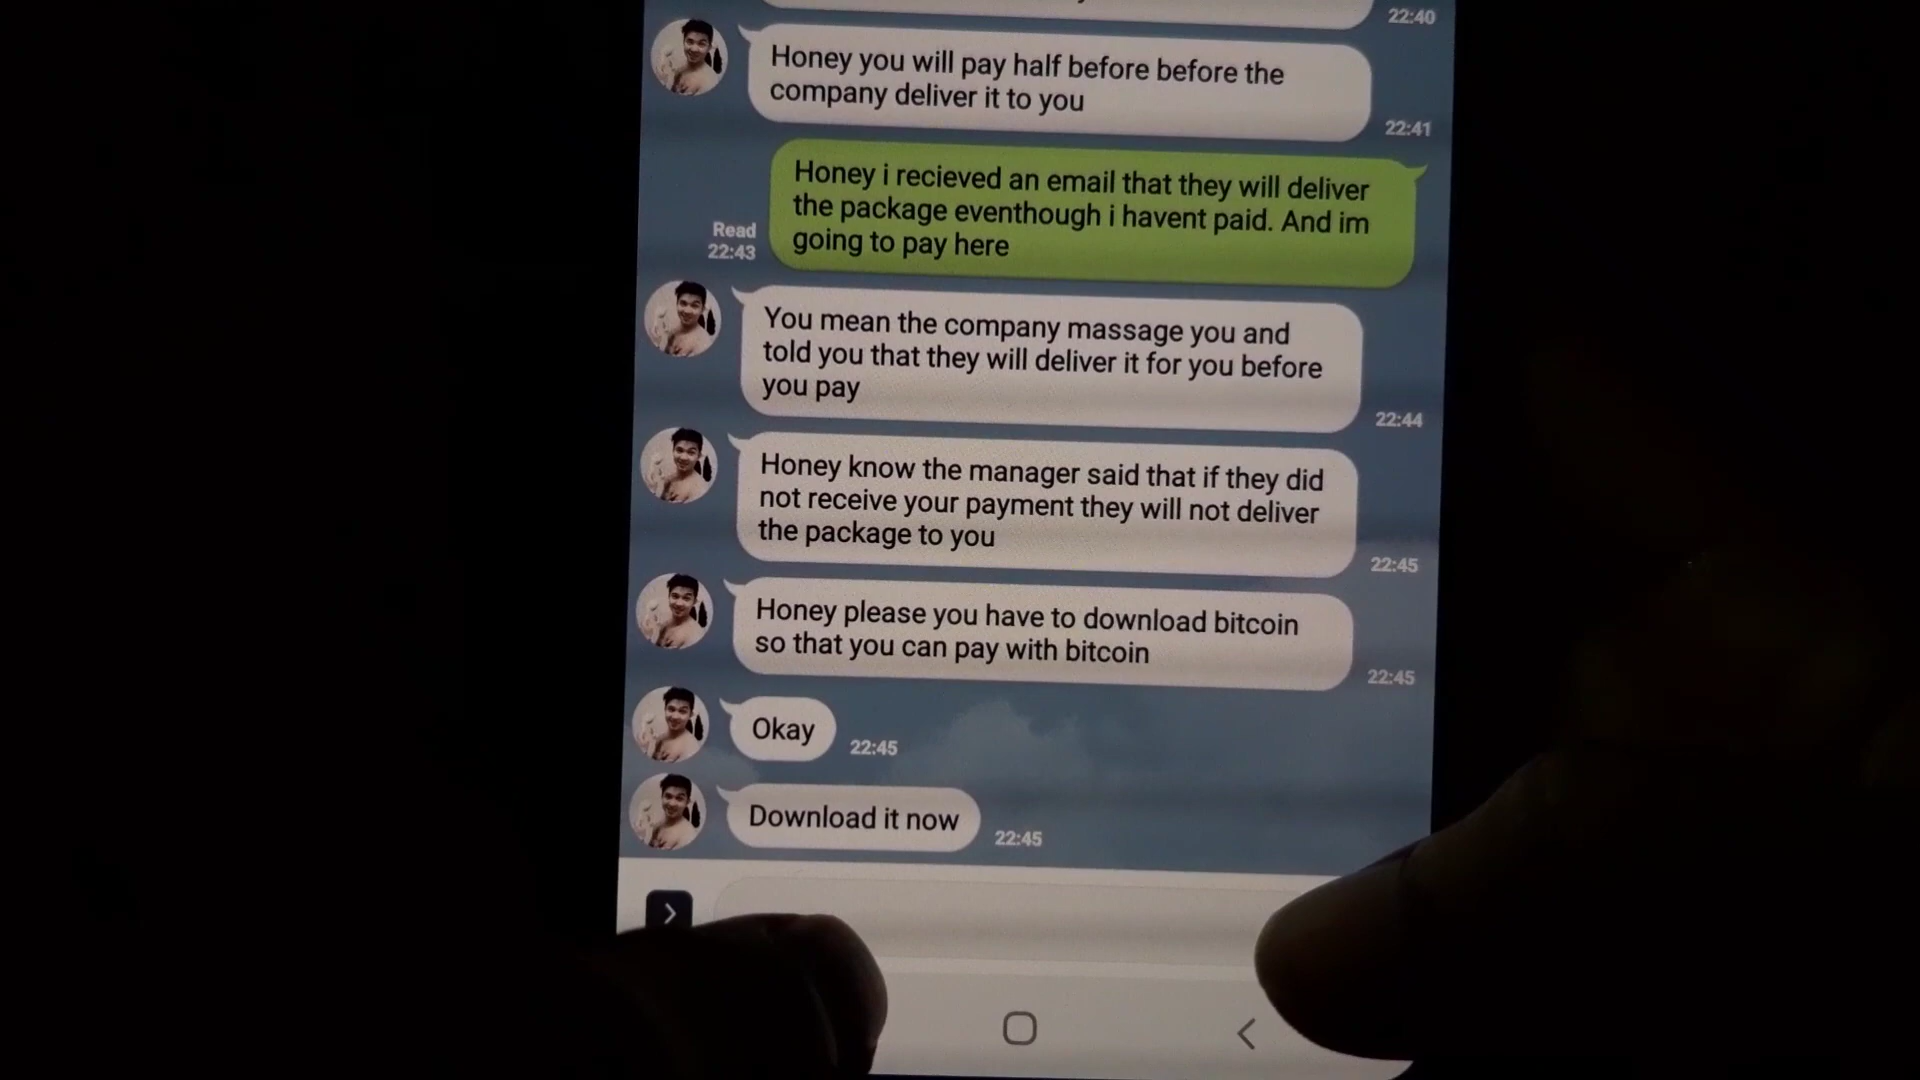 22:40
Honey you will pay half before before the
company deliver it to you
22:41
Honey i recieved an email that they will deliver
the package eventhough i havent paid. And im
going to pay here
Read
22:43
You mean the company massage you and
told you that they will deliver it for you before
you pay
22:44
Honey know the manager said that if they did
not receive your payment they will not deliver
the package to you
22:45
Honey please you have to download bitcoin
so that you can pay with bitcoin
22:45
Okay
22:45
Download it now
22:45